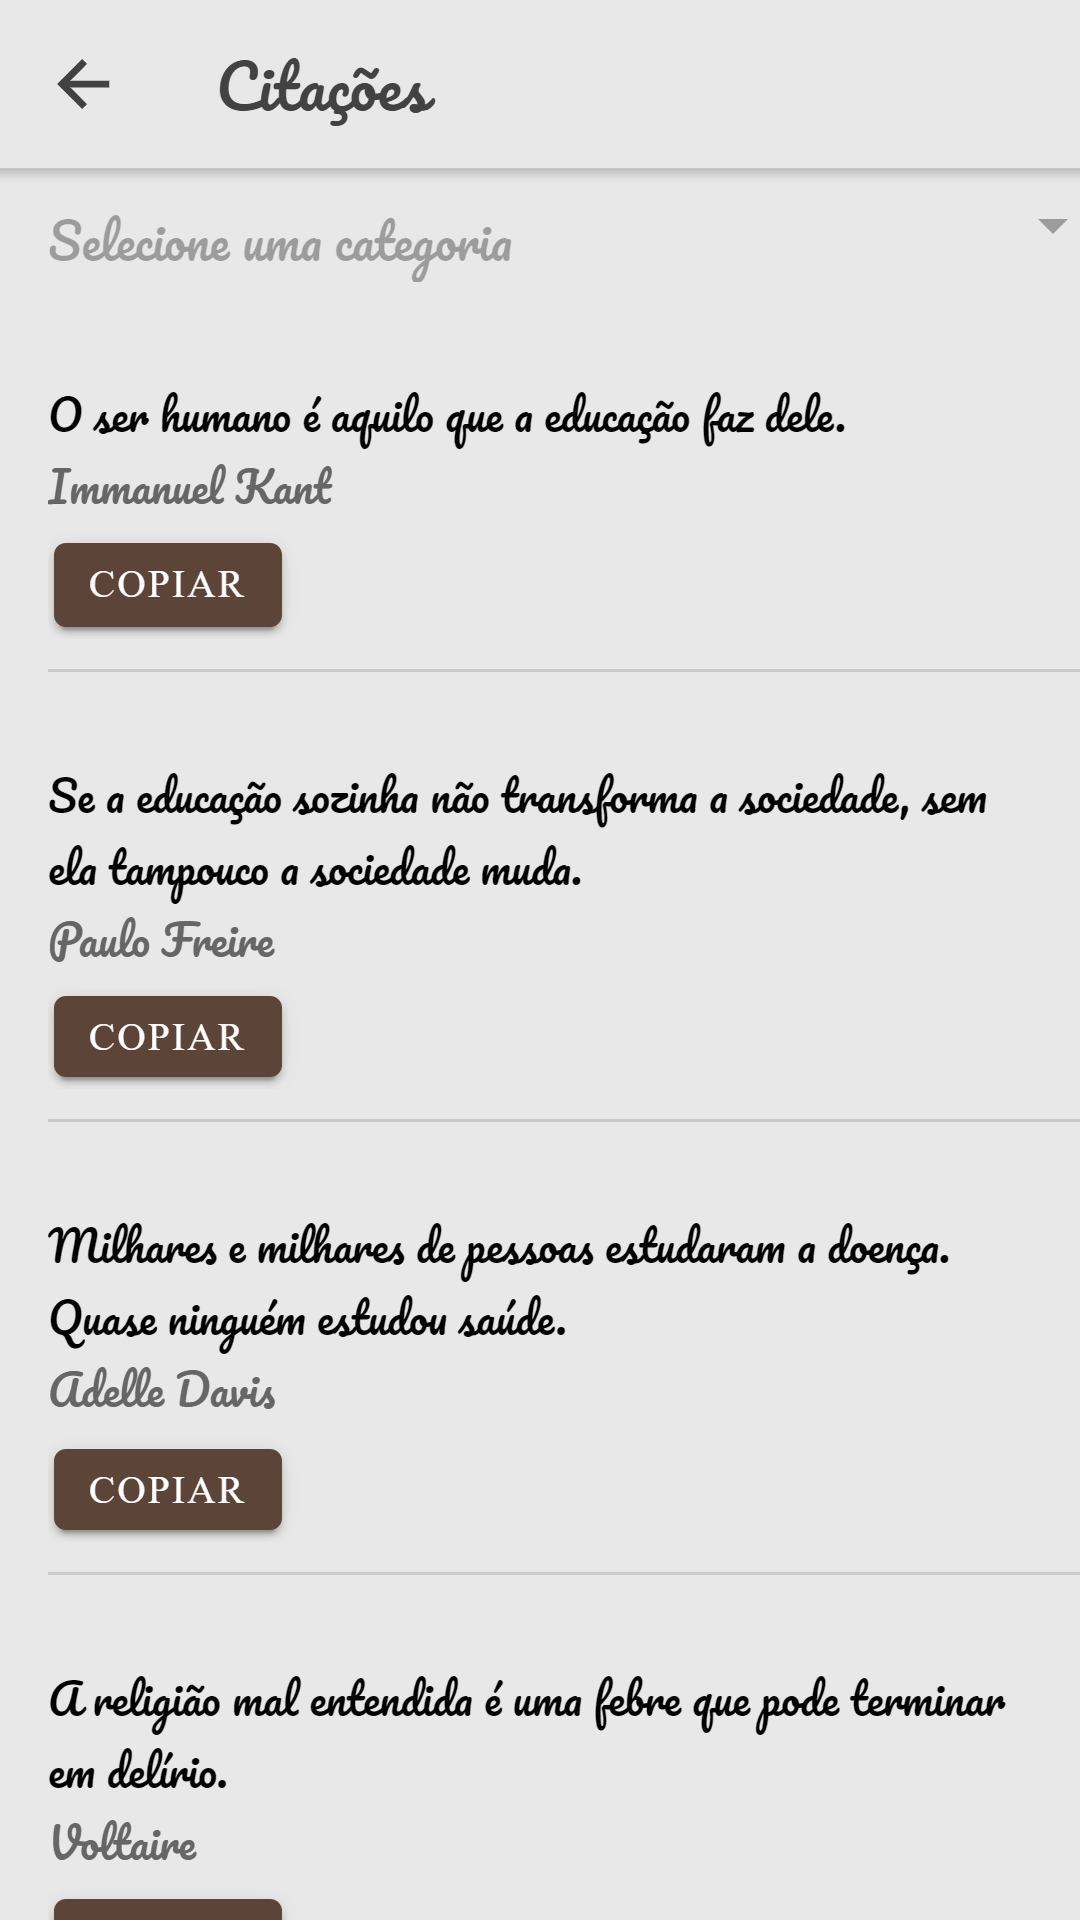 Citações
Selecione uma categoria
O ser humano é aquilo que a educação faz dele.
Immanuel Kant
COPIAR
Se a educação sozinha não transforma a sociedade, sem
ela tampouco a sociedade muda.
Paulo Freire
COPIAR
Milhares e milhares de pessoas estudaram a doença.
Quase ninguém estudou saúde.
Adelle Davis
COPIAR
A religião mal entendida é uma febre que pode terminar
em delírio.
Voltaire